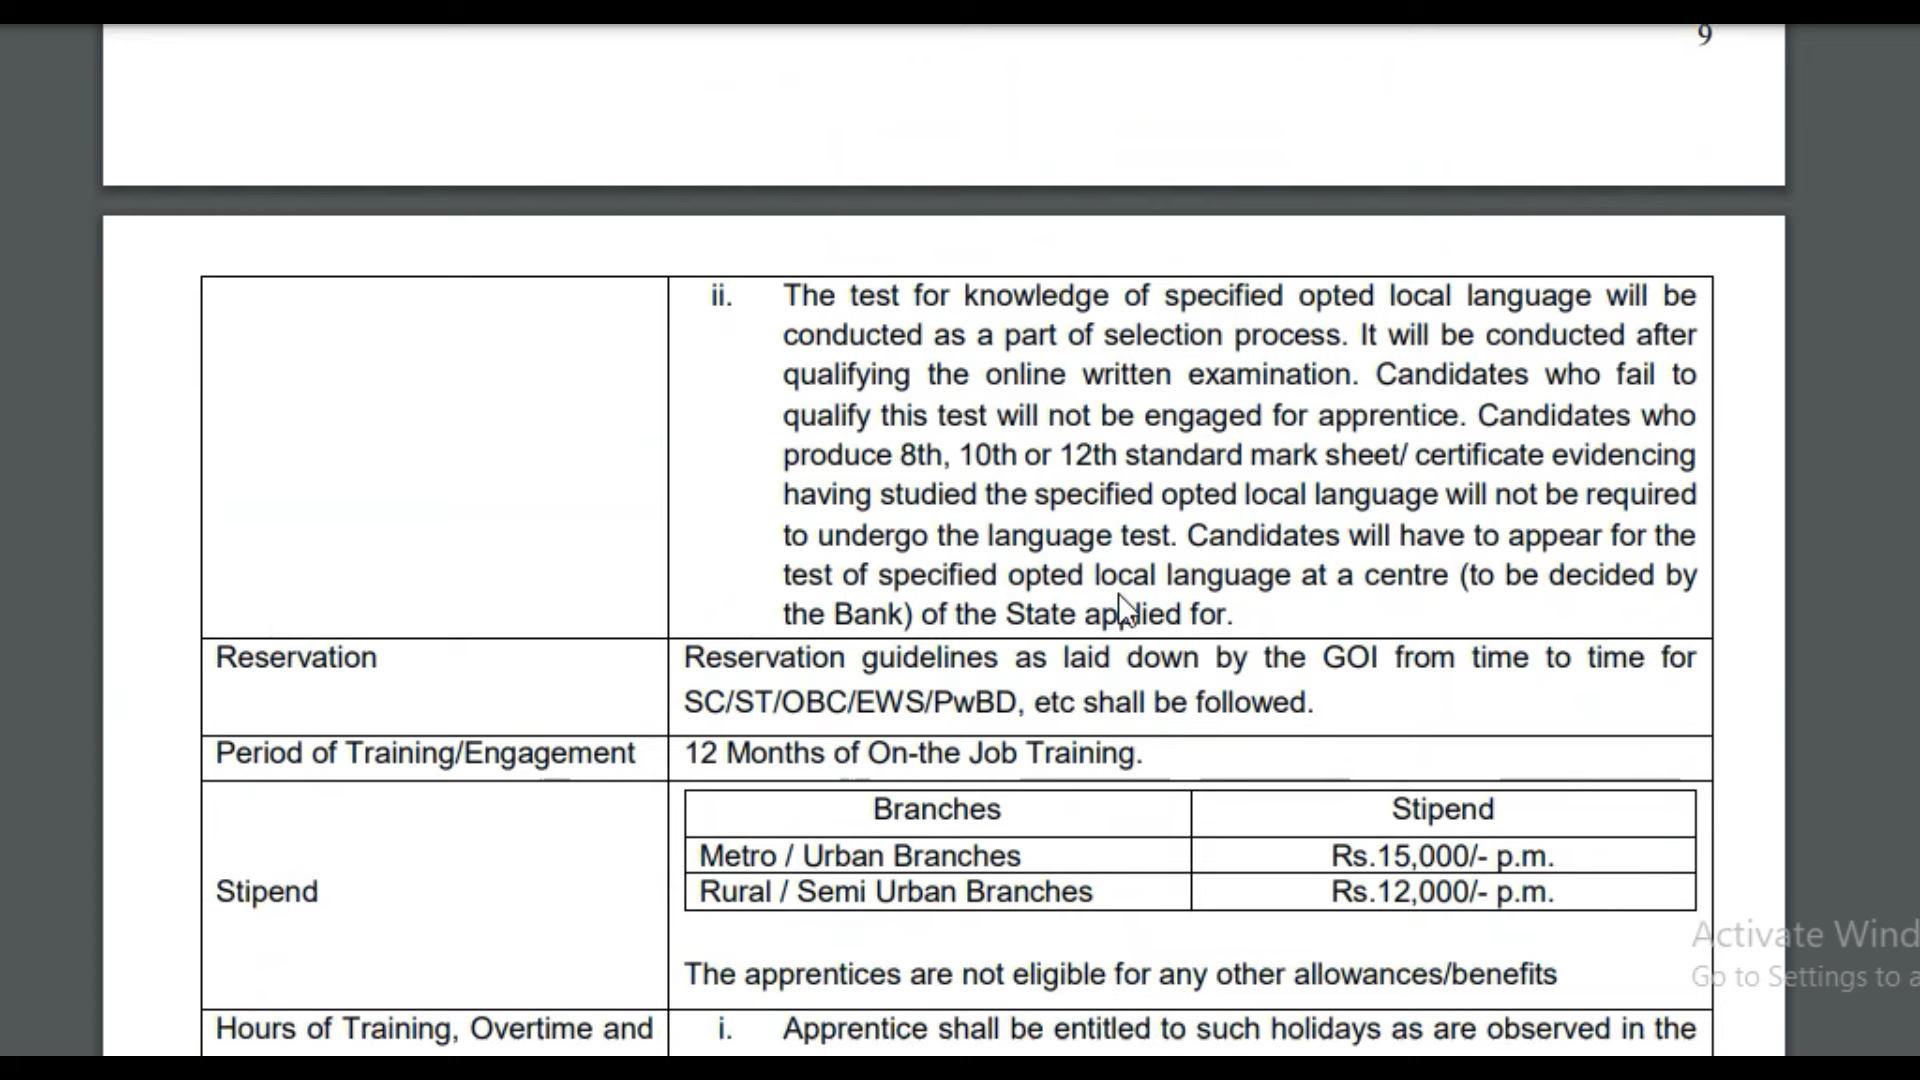 9
ii. The test for knowledge of specified opted local language will be
conducted as a part of selection process. It will be conducted after
qualifying the online written examination. Candidates who fail to
qualify this test will not be engaged for apprentice. Candidates who
produce 8th, 10th or 12th standard mark sheet/ certificate evidencing
having studied the specified opted local language will not be required
to undergo the language test. Candidates will have to appear for the
test of specified opted local language at a centre (to be decided by
the Bank) of the State applied for.
Reservation
Reservation guidelines as laid down by the GOI from time to time for
SC/ST/OBC/EWS/PwBD, etc shall be followed.
Period of Training/Engagement
12 Months of On-the Job Training.
Stipend
Branches Stipend
Metro / Urban Branches Rs.15,000/- p.m.
Rural / Semi Urban Branches Rs.12,000/- p.m.
The apprentices are not eligible for any other allowances/benefits
Hours of Training, Overtime and
i. Apprentice shall be entitled to such holidays as are observed in the
Activate Wind
Go to Settings to a